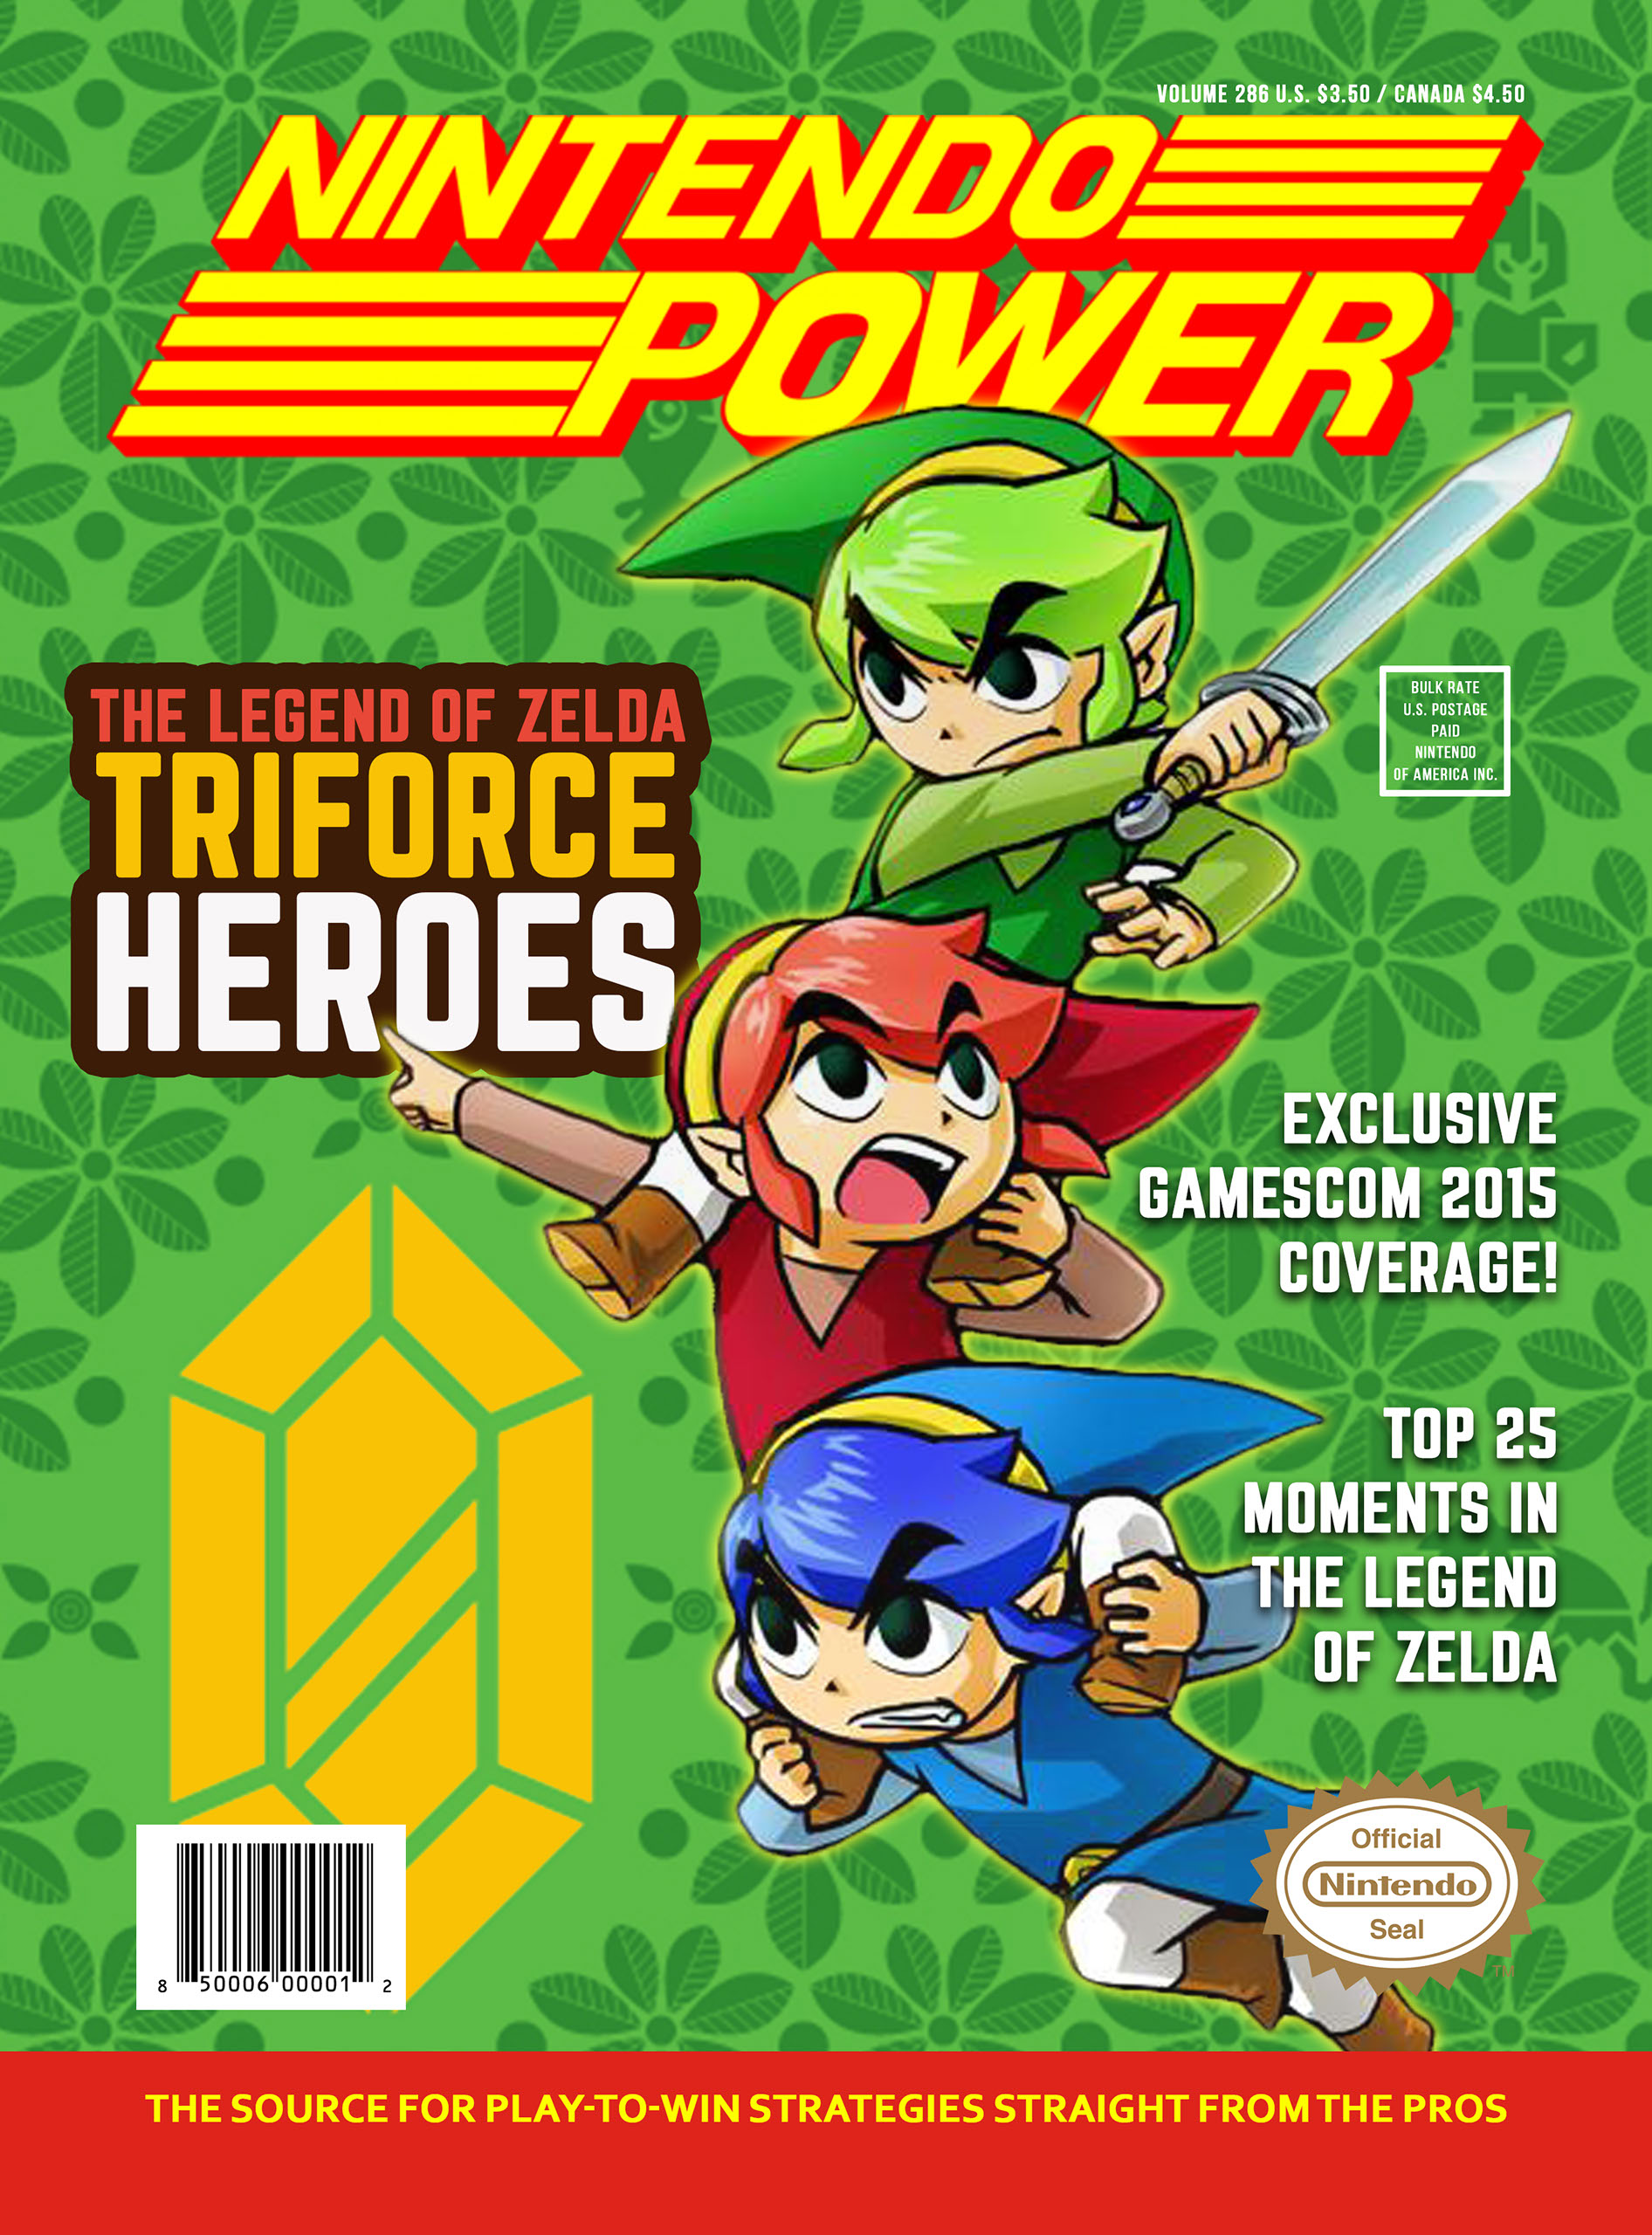 VOLUME 286 U.S. $3.50 / CANADA $4.50
NINTENDO
POWER
THE LEGEND OF ZELDA
TRIFORCE
HEROES
BULK RATE
U.S. POSTAGE
PAID
NINTENDO
OF AMERICA INC.
EXCLUSIVE
GAMESCOM 2015
COVERAGE!
TOP 25
MOMENTS IN
THE LEGEND
OF ZELDA
Official
Nintendo
Seal
TM
8 50006 00001 2
THE SOURCE FOR PLAY-TO-WIN STRATEGIES STRAIGHT FROM THE PROS